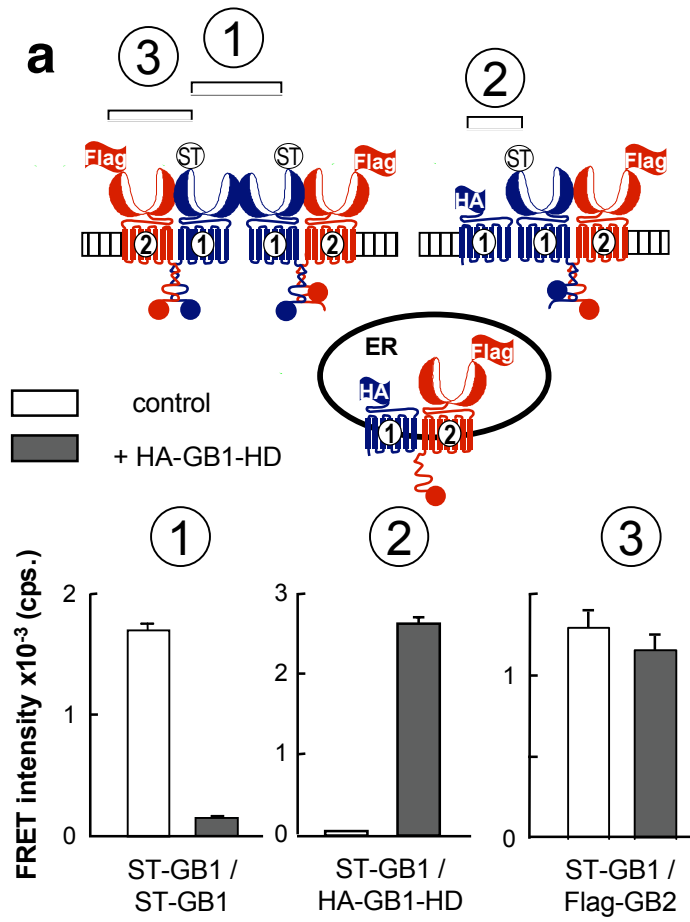 a
3
1
2
Flag
ST
ST
Flag
2
1
1
2
HA
ST
Flag
1
1
2
ER
Flag
HA
1
2
control
+ HA-GB1-HD
1
2
3
FRET intensity x10⁻³ (cps.)
2
1
0
3
2
1
0
1
0
ST-GB1 /
ST-GB1
ST-GB1 /
HA-GB1-HD
ST-GB1 /
Flag-GB2